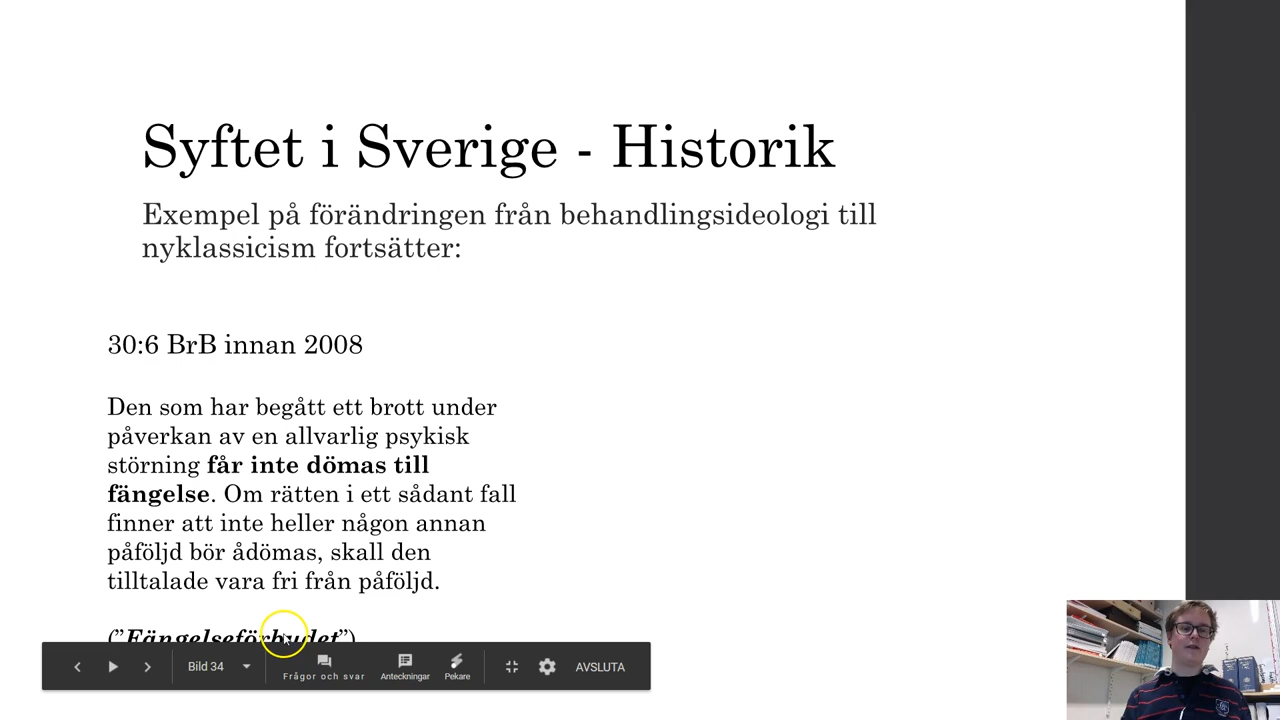 Syftet i Sverige - Historik
Exempel på förändringen från behandlingsideologi till
nyklassicism fortsätter:
30:6 BrB innan 2008
Den som har begått ett brott under
påverkan av en allvarlig psykisk
störning får inte dömas till
fängelse. Om rätten i ett sådant fall
finner att inte heller någon annan
påföljd bör ådömas, skall den
tilltalade vara fri från påföljd.
(”Fängelseförbudet”)
Bild 34
Frågor och svar
Anteckningar
Pekare
AVSLUTA